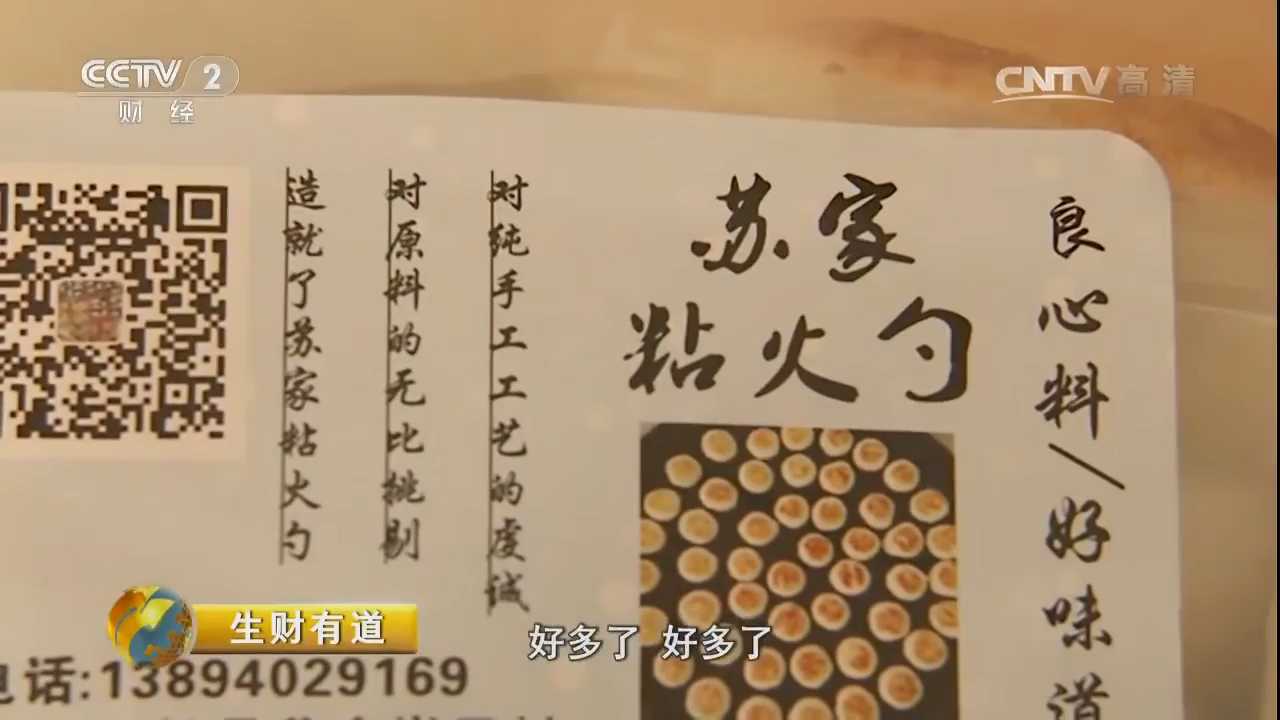 CCTV 2
财经
CNTV高清
良心料/好味道
苏家
粘火勺
对纯手工工艺的虔诚
对原料的无比挑剔
造就了苏家粘火勺
生财有道
好多了 好多了
电话:13894029169